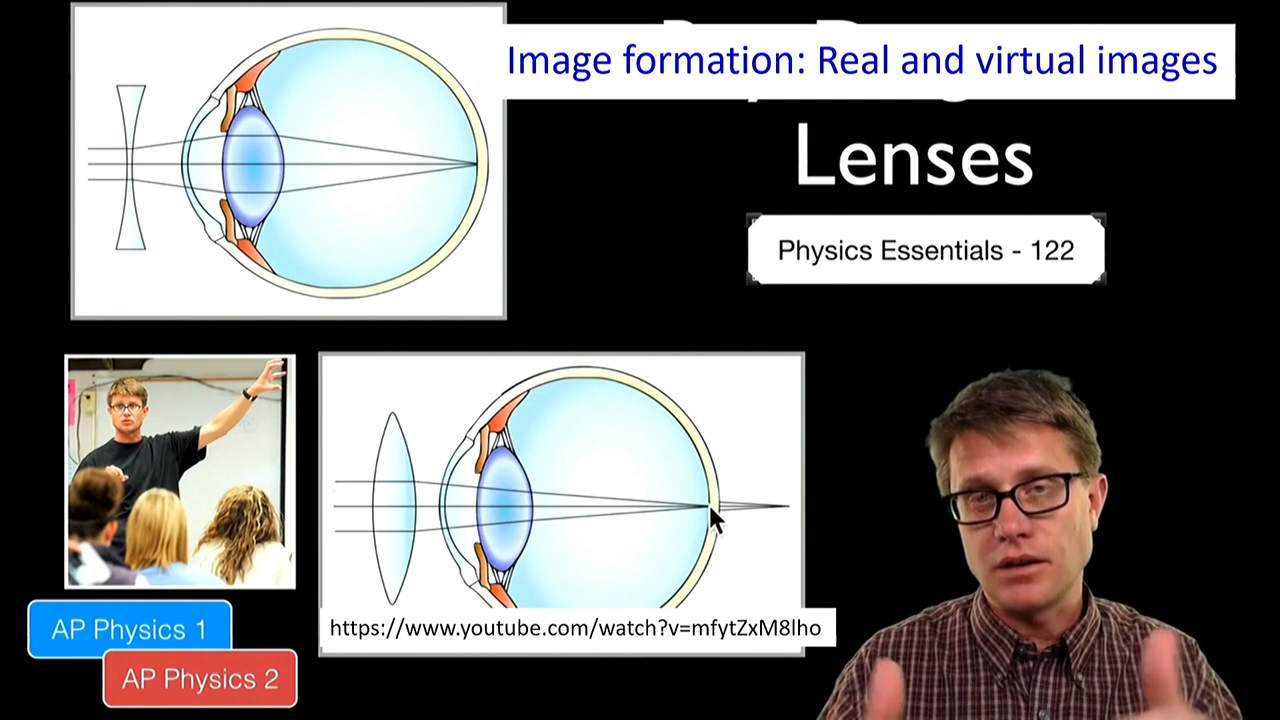 Image formation: Real and virtual images
Lenses
Physics Essentials - 122
https://www.youtube.com/watch?v=mfytZxM8lho
AP Physics 1
AP Physics 2